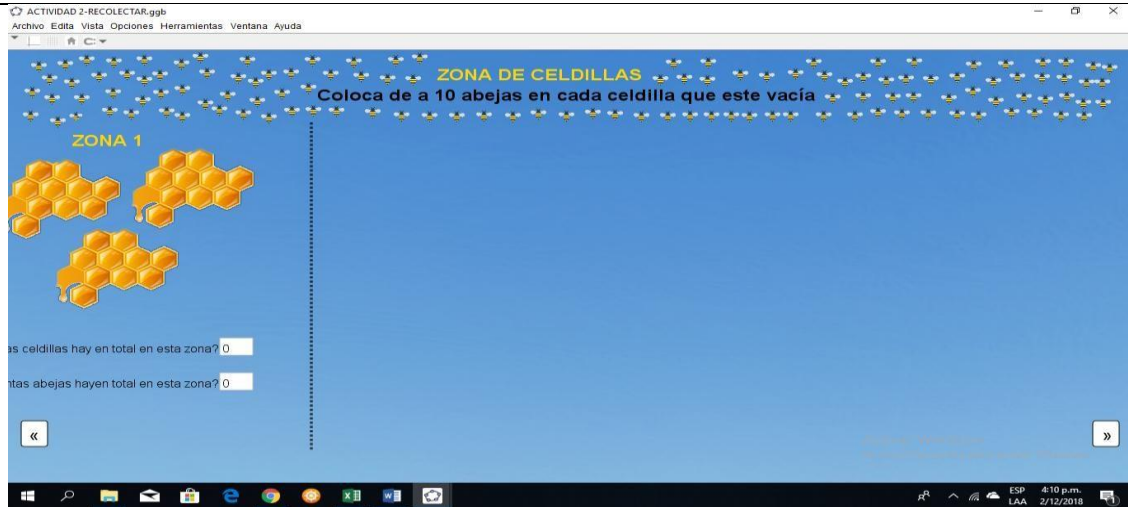 ACTIVIDAD 2-RECOLECTAR.ggb
Archivo Edita Vista Opciones Herramientas Ventana Ayuda
ZONA DE CELDILLAS
Coloca de a 10 abejas en cada celdilla que este vacía
ZONA 1
as celdillas hay en total en esta zona? 0
ntas abejas hayen total en esta zona? 0
«
»
ESP 4:10 p.m.
LAA 2/12/2018